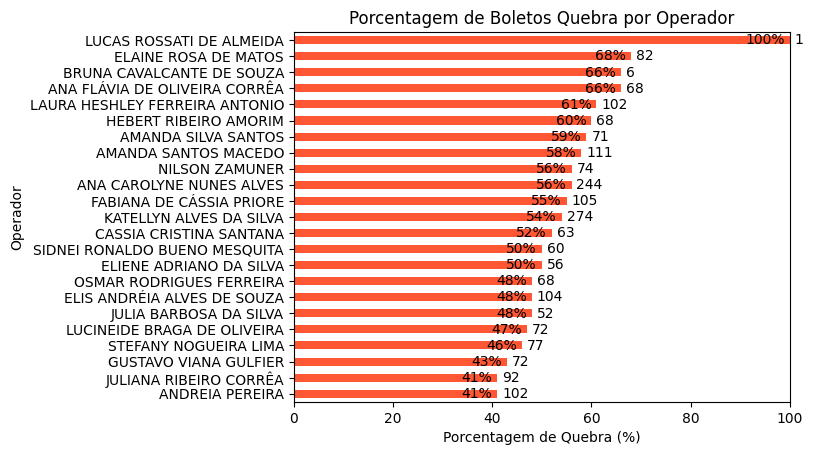 Porcentagem de Boletos Quebra por Operador
LUCAS ROSSATI DE ALMEIDA 100% 1
ELAINE ROSA DE MATOS 68% 82
BRUNA CAVALCANTE DE SOUZA 66% 6
ANA FLÁVIA DE OLIVEIRA CORRÊA 66% 68
LAURA HESHLEY FERREIRA ANTONIO 61% 102
HEBERT RIBEIRO AMORIM 60% 68
AMANDA SILVA SANTOS 59% 71
AMANDA SANTOS MACEDO 58% 111
NILSON ZAMUNER 56% 74
ANA CAROLYNE NUNES ALVES 56% 244
FABIANA DE CÁSSIA PRIORE 55% 105
KATELLYN ALVES DA SILVA 54% 274
CASSIA CRISTINA SANTANA 52% 63
SIDNEI RONALDO BUENO MESQUITA 50% 60
ELIENE ADRIANO DA SILVA 50% 56
OSMAR RODRIGUES FERREIRA 48% 68
ELIS ANDRÉIA ALVES DE SOUZA 48% 104
JULIA BARBOSA DA SILVA 48% 52
LUCINEIDE BRAGA DE OLIVEIRA 47% 72
STEFANY NOGUEIRA LIMA 46% 77
GUSTAVO VIANA GULFIER 43% 72
JULIANA RIBEIRO CORRÊA 41% 92
ANDREIA PEREIRA 41% 102
Operador
0 20 40 60 80 100
Porcentagem de Quebra (%)